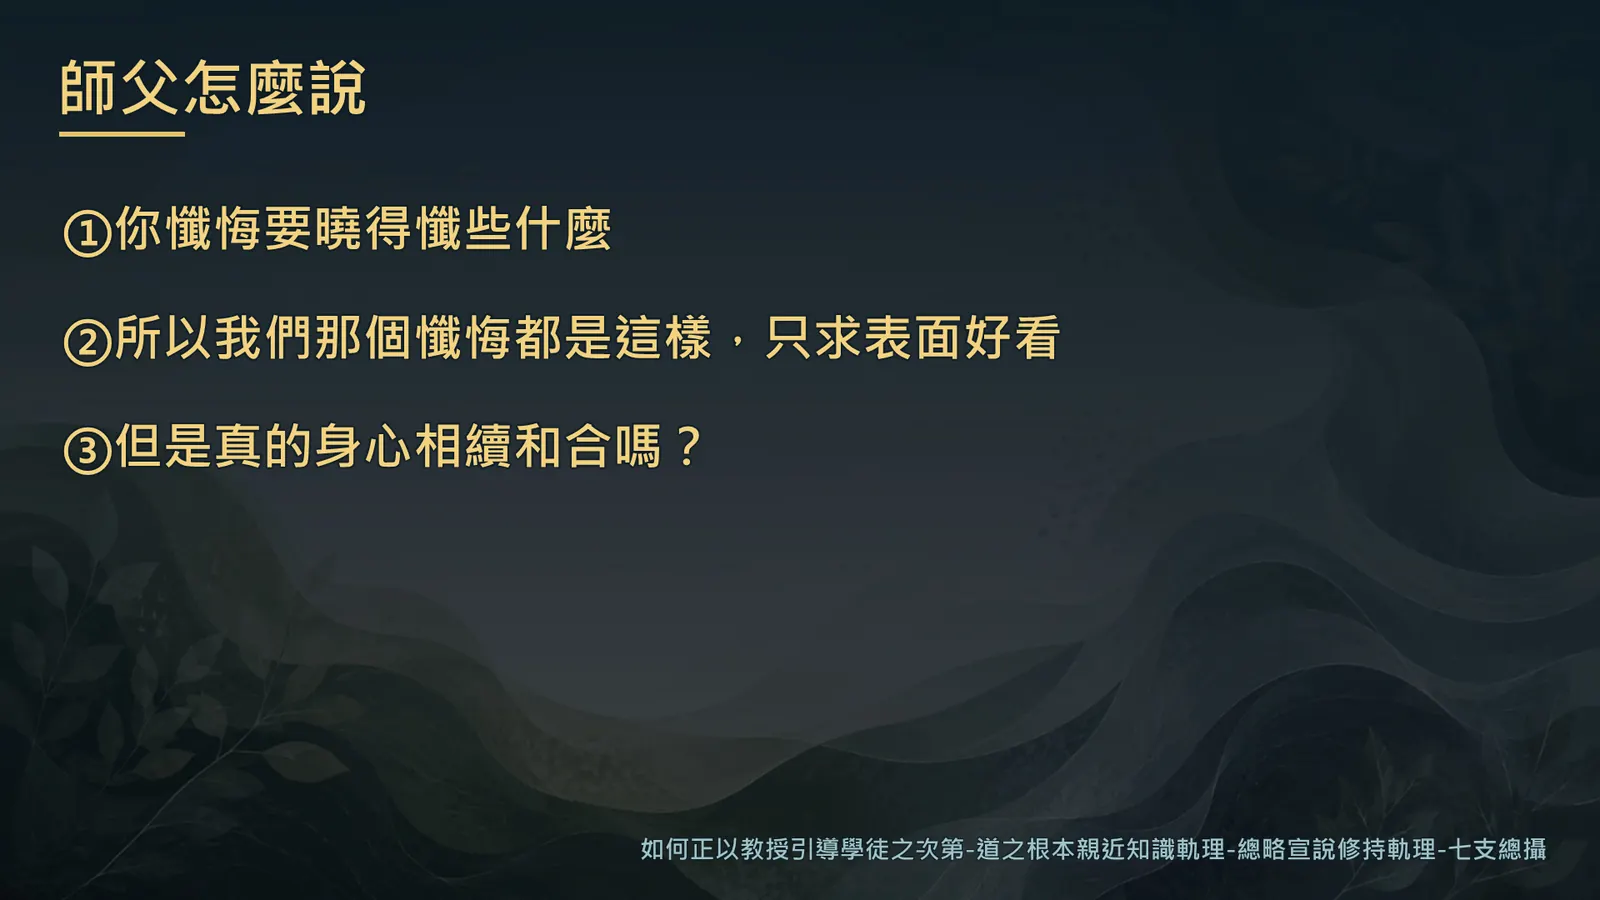 師父怎麼說
①你懺悔要曉得懺些什麼
②所以我們那個懺悔都是這樣，只求表面好看
③但是真的身心相續和合嗎？
如何正以教授引導學徒之次第-道之根本親近知識軌理-總略宣說修持軌理-七支總攝